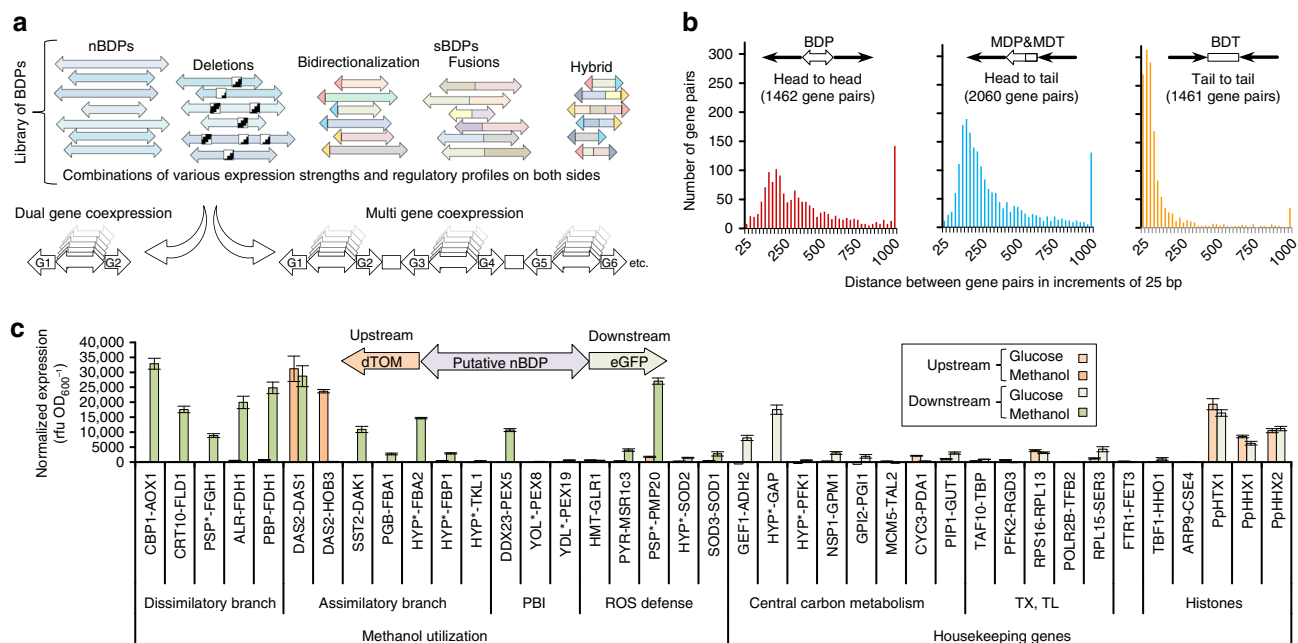 a
Library of BDPs
nBDPs
Deletions
Bidirectionalization
sBDPs
Fusions
Hybrid
Combinations of various expression strengths and regulatory profiles on both sides
Dual gene coexpression
Multi gene coexpression
G1 G2
G1 G2 G3 G4 G5 G6 etc.
b
Number of gene pairs
300
250
200
150
100
50
0
BDP
Head to head
(1462 gene pairs)
MDP&MDT
Head to tail
(2060 gene pairs)
BDT
Tail to tail
(1461 gene pairs)
25 250 500 750 1000
25 250 500 750 1000
25 250 500 750 1000
Distance between gene pairs in increments of 25 bp
c
Normalized expression
(rfu OD600⁻¹)
40,000
35,000
30,000
25,000
20,000
15,000
10,000
5000
0
Upstream
Downstream
dTOM
Putative nBDP
eGFP
Upstream
Glucose
Methanol
Downstream
Glucose
Methanol
CBP1-AOX1
CRT10-FLD1
PSP*-FGH1
ALR-FDH1
PBP-FDH1
DAS2-DAS1
DAS2-HOB3
SST2-DAK1
PGB-FBA1
HYP*-FBA2
HYP*-FBP1
HYP*-TKL1
DDX23-PEX5
YOL*-PEX8
YDL*-PEX19
HMT-GLR1
PYR-MSR1c3
PSP*-PMP20
HYP*-SOD2
SOD3-SOD1
GEF1-ADH2
HYP*-GAP
HYP*-PFK1
NSP1-GPM1
GPI2-PGI1
MCM5-TAL2
CYC3-PDA1
PIP1-GUT1
TAF10-TBP
PFK2-RGD3
RPS16-RPL13
POLR2B-TFB2
RPL15-SER3
FTR1-FET3
TBF1-HHO1
ARP9-CSE4
PpHTX1
PpHHX1
PpHHX2
Dissimilatory branch
Assimilatory branch
PBI
ROS defense
Central carbon metabolism
TX, TL
Histones
Methanol utilization
Housekeeping genes